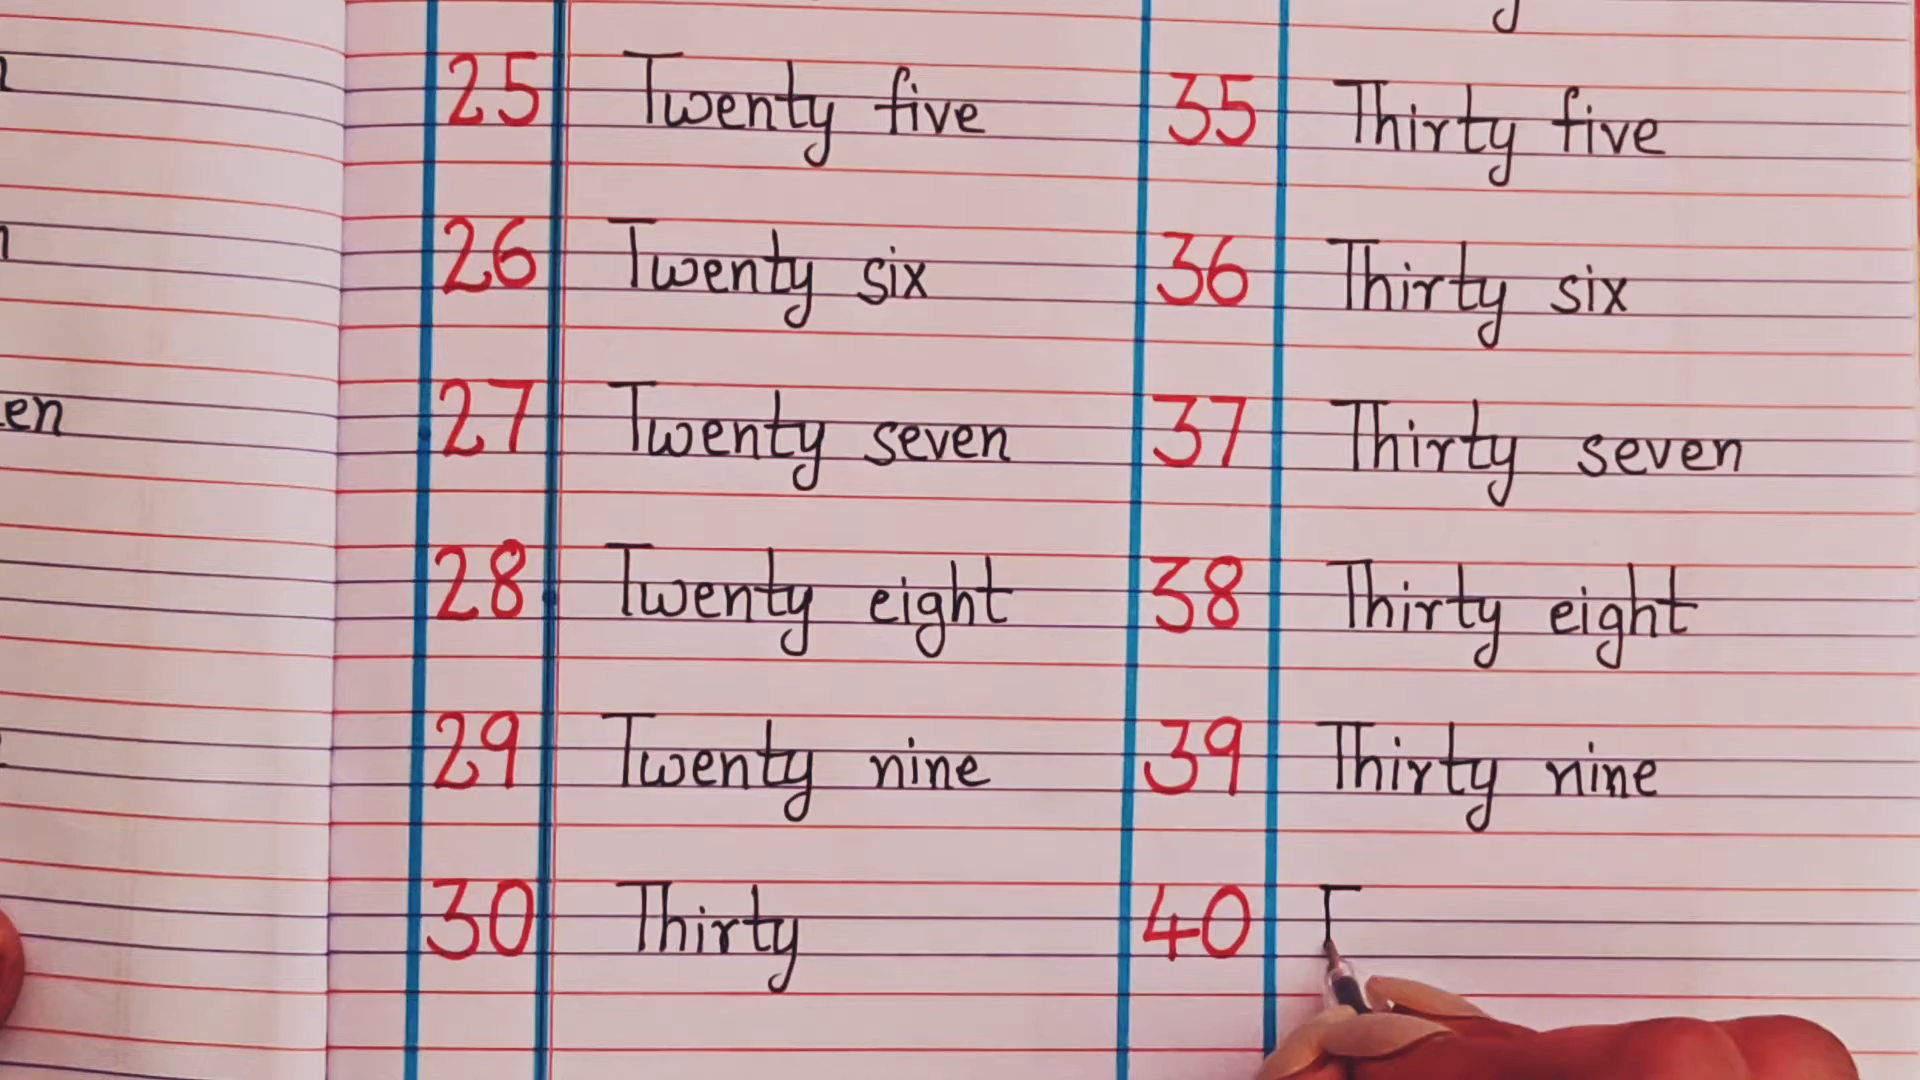 25 Twenty five 35 Thirty five
26 Twenty six 36 Thirty six
en 27 Twenty seven 37 Thirty seven
28 Twenty eight 38 Thirty eight
29 Twenty nine 39 Thirty nine
30 Thirty 40